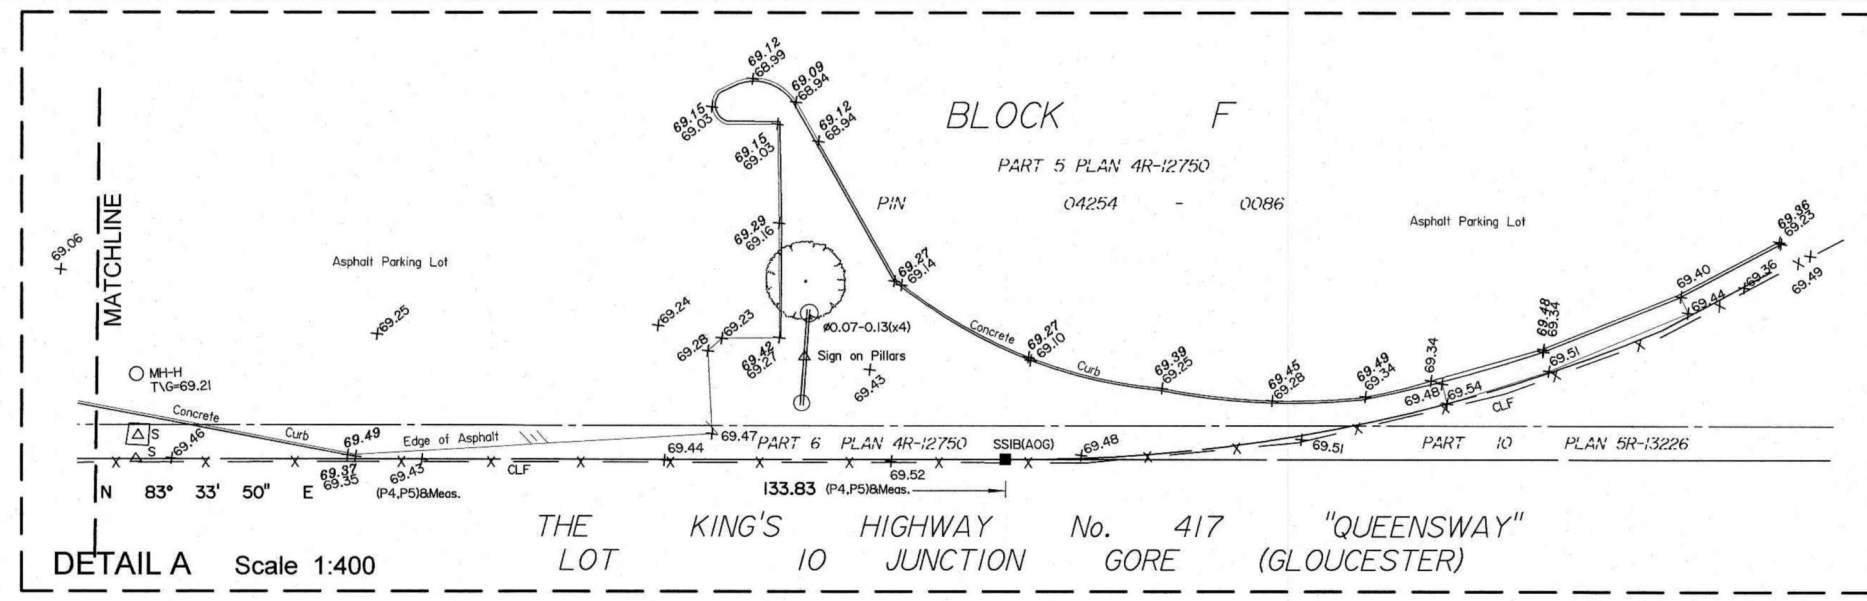 69.12
68.99
69.09
68.94
69.15
69.03
69.12
68.94
69.15
69.03
BLOCK F
PART 5 PLAN 4R-12750
PIN 04254 - 0086
69.06
MATCHLINE
Asphalt Parking Lot
69.29
69.16
Asphalt Parking Lot
69.36
69.23
69.27
69.14
69.40
69.36
69.49
69.44
69.25
69.24
69.23
69.28
69.42
69.27
ø0.07-0.13(x4)
Sign on Pillars
69.43
Concrete
69.27
69.10
Curb
69.39
69.25
69.45
69.28
69.49
69.34
69.34
69.48
69.34
69.51
69.48
69.54
CLF
MH-H
T\G=69.21
Concrete
Curb
S
S
69.46
69.49
Edge of Asphalt
69.47
PART 6 PLAN 4R-12750
SSIB(AOG)
69.48
69.51
PART 10 PLAN 5R-13226
69.37
69.35
69.43
CLF
69.44
69.52
N 83° 33' 50" E
(P4,P5)&Meas.
133.83 (P4,P5)&Meas.
THE KING'S HIGHWAY No. 417 "QUEENSWAY"
LOT 10 JUNCTION GORE (GLOUCESTER)
DETAIL A Scale 1:400